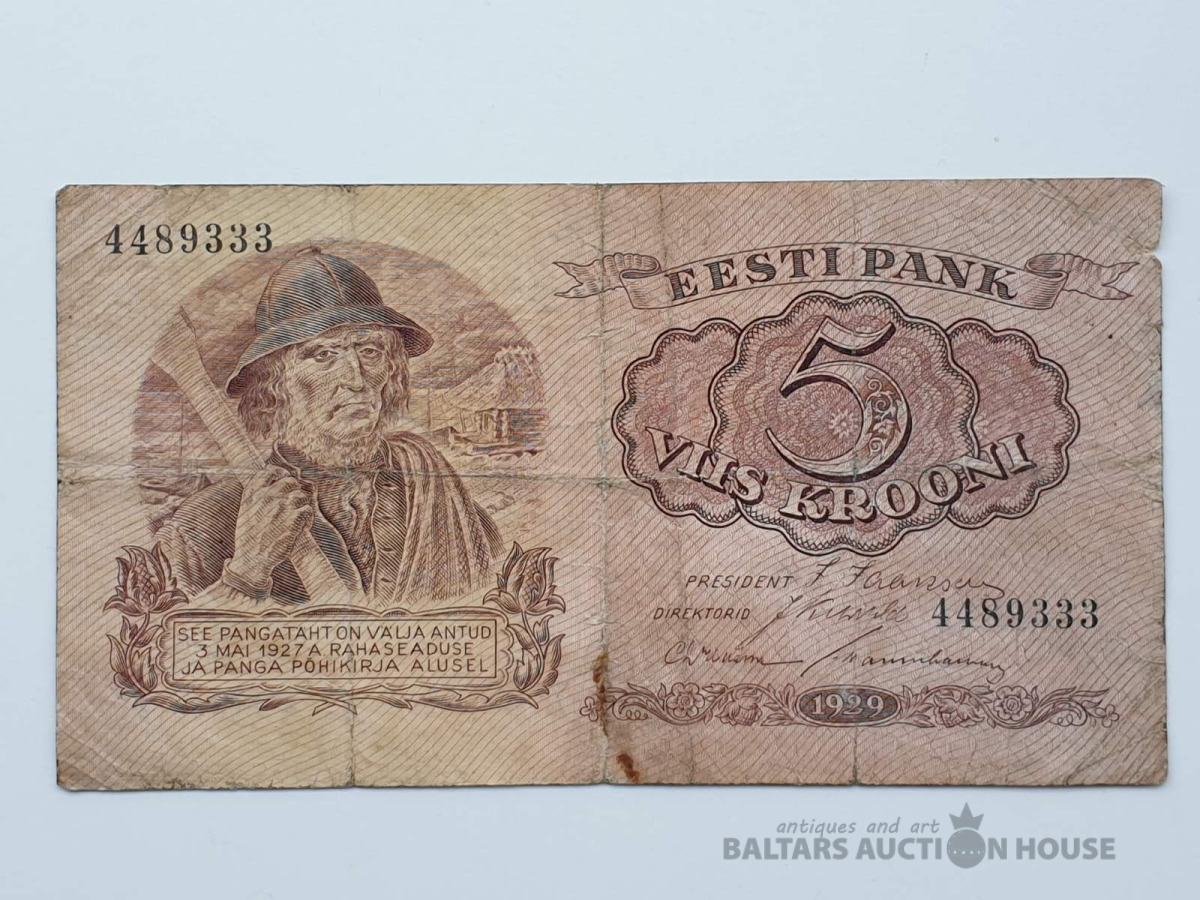 4489333
EESTI PANK
5
VIIS KROONI
PRESIDENT
DIREKTORID
4489333
SEE PANGATAHT ON VÄLJA ANTUD
3 MAI 1927 A. RAHASEADUSE
JA PANGA PÕHIKIRJA ALUSEL
1929
antiques and art
BALTARS AUCTION HOUSE